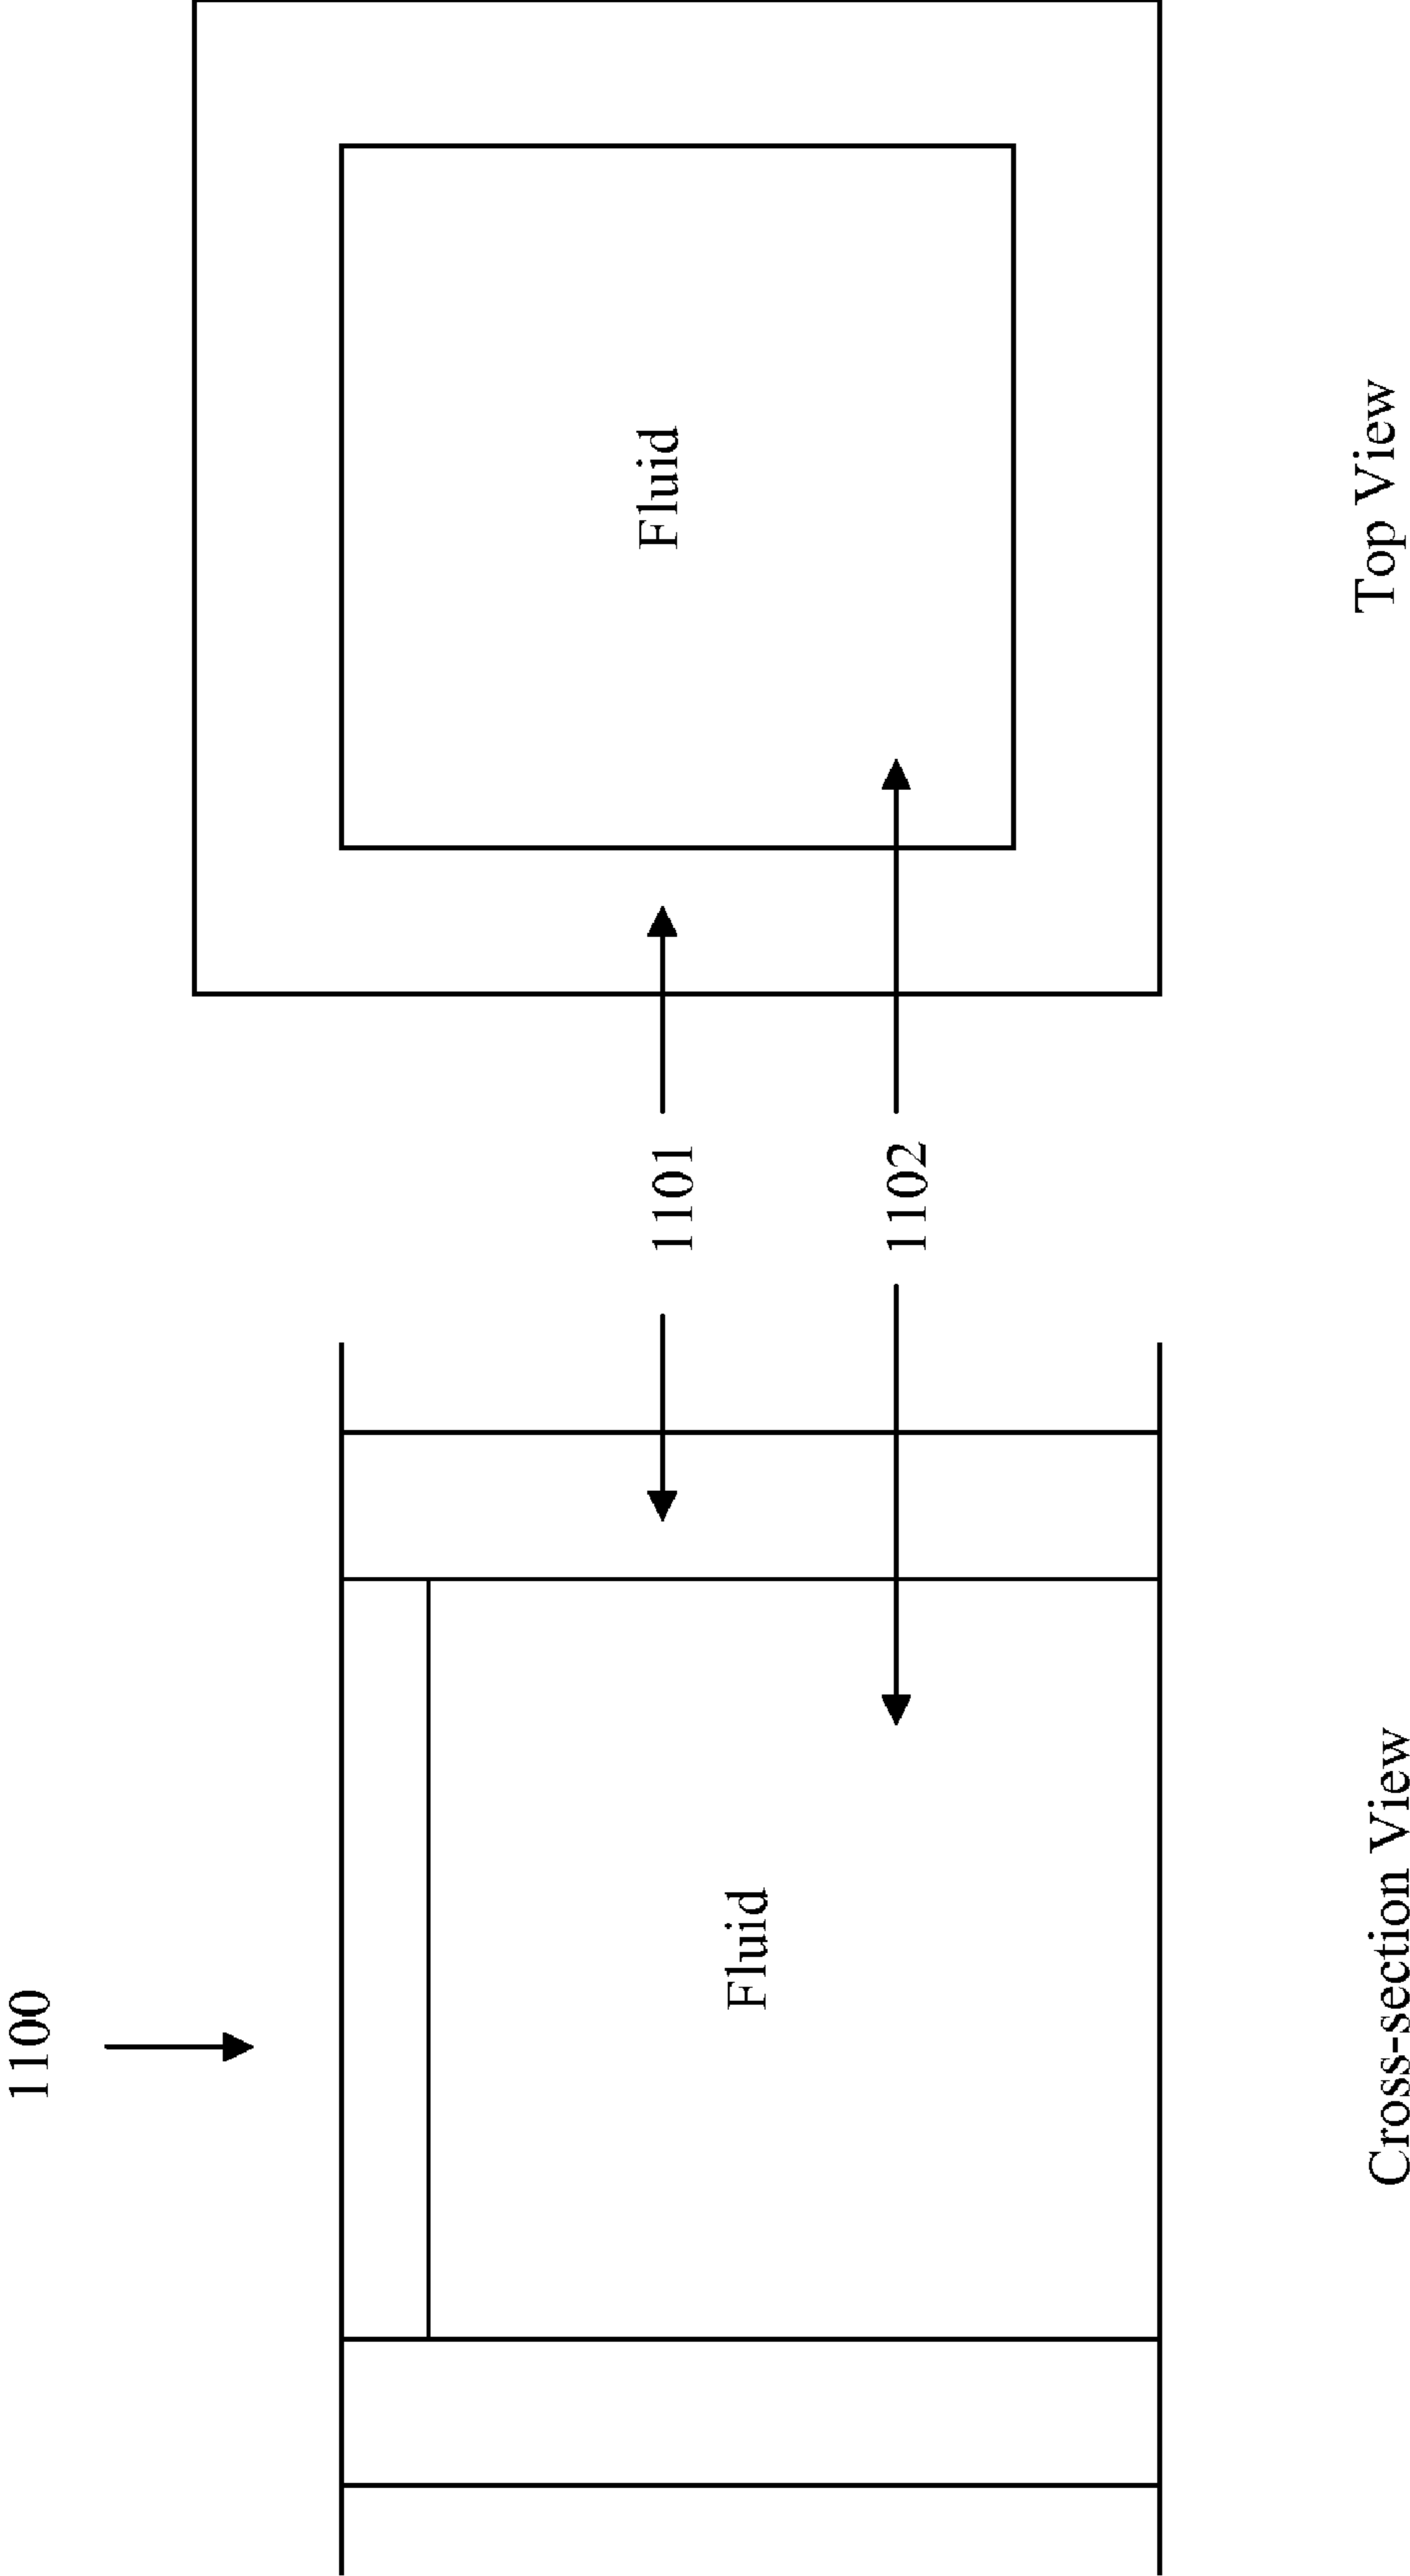 1100
Fluid
Fluid
1101
1102
Cross-section View
Top View